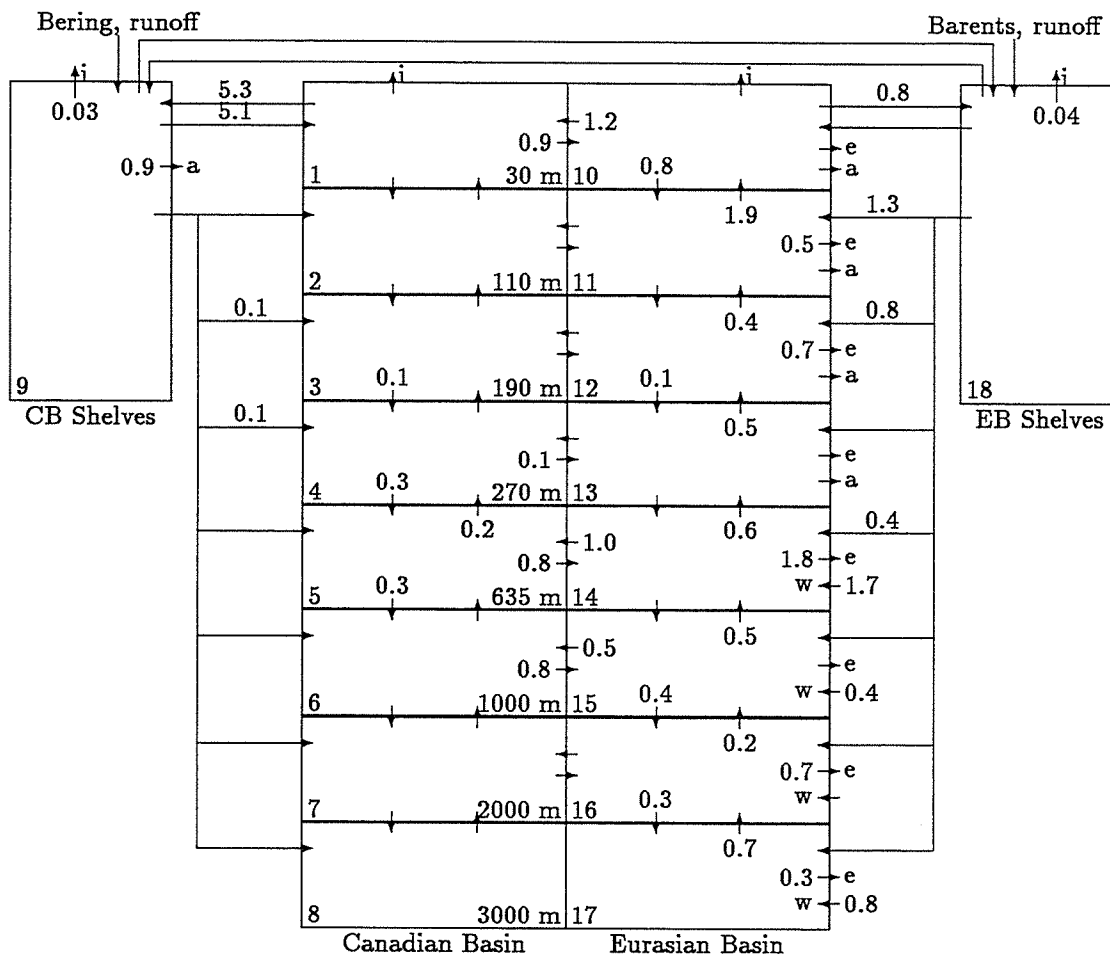 Bering, runoff
Barents, runoff
i
i
i
i
5.3
0.8
0.03
5.1
0.04
1.2
0.9
e
0.9
a
0.8
a
1
30 m
10
1.9
1.3
0.5
e
a
2
110 m
11
0.1
0.4
0.8
0.7
e
0.1
0.1
a
9
3
190 m
12
18
CB Shelves
EB Shelves
0.1
0.5
0.1
e
0.3
a
4
270 m
13
0.2
0.6
0.4
1.0
0.8
1.8
e
0.3
w
1.7
5
635 m
14
0.5
0.5
0.8
e
0.4
w
0.4
6
1000 m
15
0.2
0.7
e
0.3
w
7
2000 m
16
0.7
0.3
e
w
0.8
8
3000 m
17
Canadian Basin
Eurasian Basin